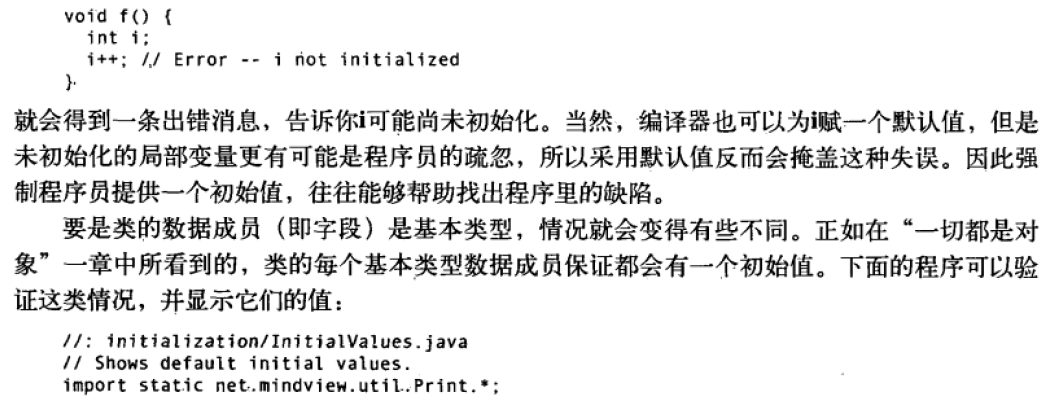 void f() {
int i;
i++; // Error -- i not initialized
}
就会得到一条出错消息，告诉你i可能尚未初始化。当然，编译器也可以为i赋一个默认值，但是
未初始化的局部变量更有可能是程序员的疏忽，所以采用默认值反而会掩盖这种失误。因此强
制程序员提供一个初始值，往往能够帮助找出程序里的缺陷。
要是类的数据成员（即字段）是基本类型，情况就会变得有些不同。正如在“一切都是对
象”一章中所看到的，类的每个基本类型数据成员保证都会有一个初始值。下面的程序可以验
证这类情况，并显示它们的值：
//: initialization/InitialValues.java
// Shows default initial values.
import static net.mindview.util.Print.*;